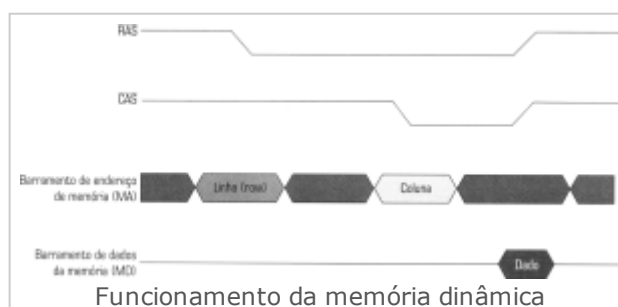 RAS
CAS
Barramento de endereço
de memória (MA)
Linha (row)
Coluna
Barramento de dados
da memória (MD)
Dado
Funcionamento da memória dinâmica